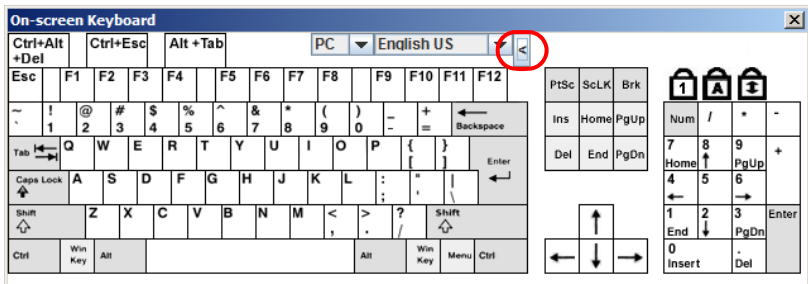 On-screen Keyboard
Ctrl+Alt Ctrl+Esc Alt +Tab PC English US <
+Del
Esc F1 F2 F3 F4 F5 F6 F7 F8 F9 F10 F11 F12 PtSc ScLK Brk 1 A
~ ! @ # $ % ^ & * ( ) _ +
` 1 2 3 4 5 6 7 8 9 0 - = Backspace Ins Home PgUp Num / * -
Tab Q W E R T Y U I O P { }
[ ] Enter Del End PgDn 7 8 9 +
Home PgUp
Caps Lock A S D F G H J K L : " | 4 5 6
; ' \
Shift Z X C V B N M < > ? Shift 1 2 3 Enter
, . / End PgDn
Ctrl Win Key Alt Alt Win Key Menu Ctrl 0 .
Insert Del